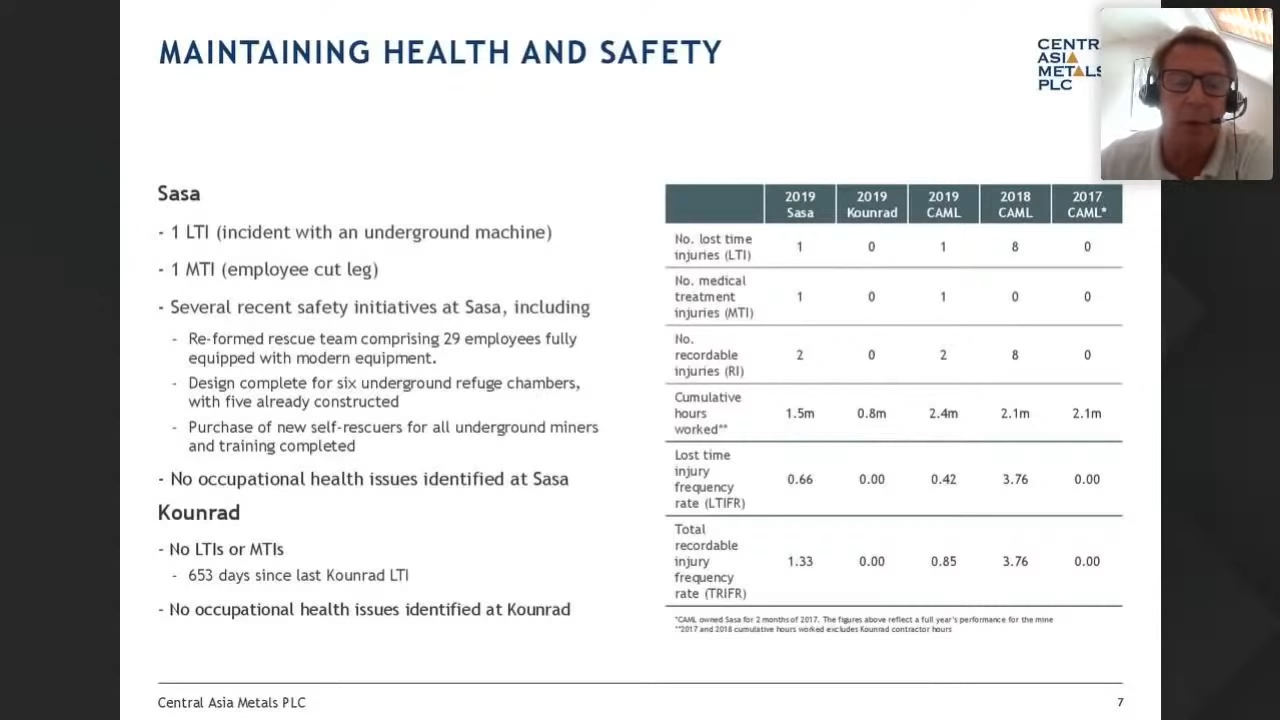 MAINTAINING HEALTH AND SAFETY
CENTR
ASIA
METALS
PLC
Sasa
- 1 LTI (incident with an underground machine)
- 1 MTI (employee cut leg)
- Several recent safety initiatives at Sasa, including
- Re-formed rescue team comprising 29 employees fully
equipped with modern equipment.
- Design complete for six underground refuge chambers,
with five already constructed
- Purchase of new self-rescuers for all underground miners
and training completed
- No occupational health issues identified at Sasa
Kounrad
- No LTIs or MTIs
- 653 days since last Kounrad LTI
- No occupational health issues identified at Kounrad
2019 2019 2019 2018 2017
Sasa Kounrad CAML CAML CAML*
No. lost time
injuries (LTI) 1 0 1 8 0
No. medical
treatment 1 0 1 0 0
injuries (MTI)
No.
recordable 2 0 2 8 0
injuries (RI)
Cumulative
hours 1.5m 0.8m 2.4m 2.1m 2.1m
worked**
Lost time
injury
frequency 0.66 0.00 0.42 3.76 0.00
rate (LTIFR)
Total
recordable
injury 1.33 0.00 0.85 3.76 0.00
frequency
rate (TRIFR)
*CAML owned Sasa for 2 months of 2017. The figures above reflect a full year's performance for the mine
**2017 and 2018 cumulative hours worked excludes Kounrad contractor hours
Central Asia Metals PLC 7